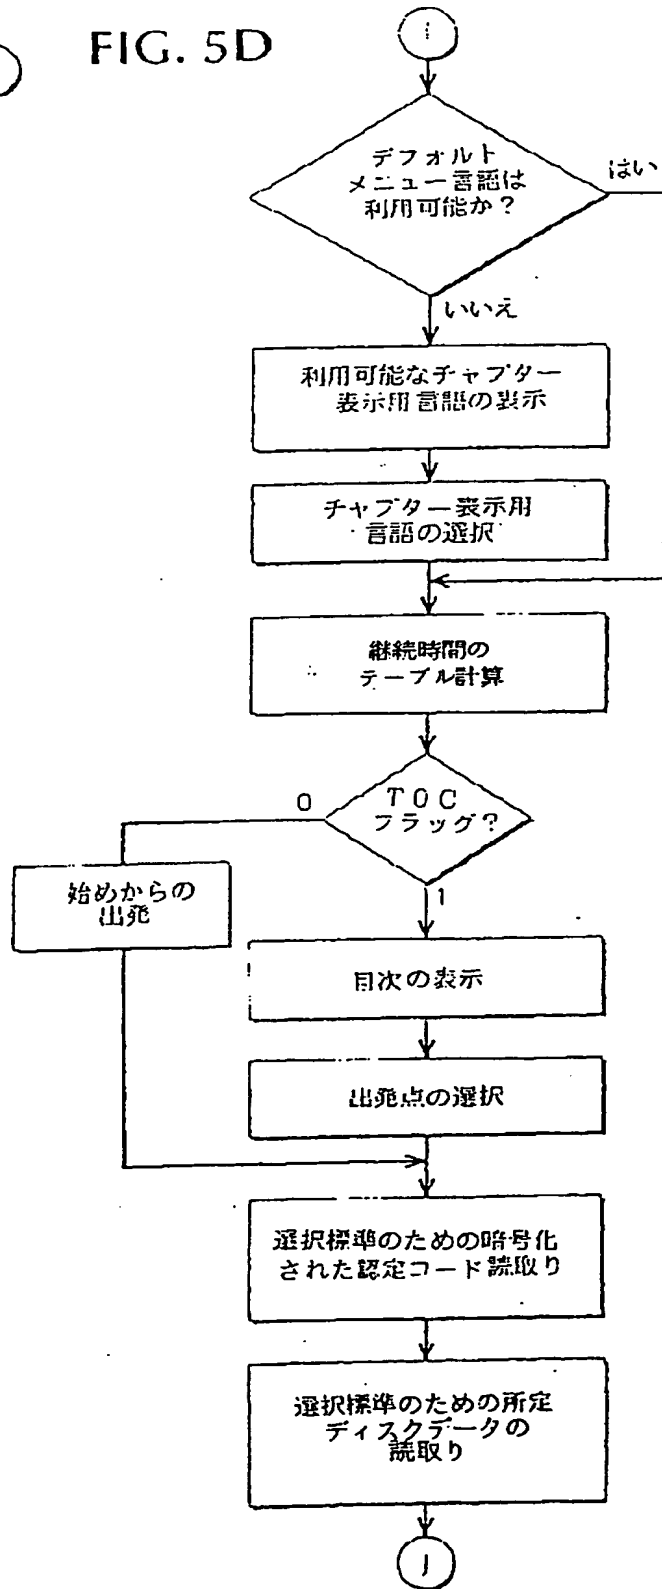 FIG. 5D
I
デフォルト
メニュー言語は
利用可能か？
はい
いいえ
利用可能なチャプター
表示用言語の表示
チャプター表示用
言語の選択
継続時間の
テーブル計算
TOC
フラッグ？
0
1
始めからの
出発
目次の表示
出発点の選択
選択標準のための暗号化
された認定コード読取り
選択標準のための所定
ディスクデータの
読取り
J